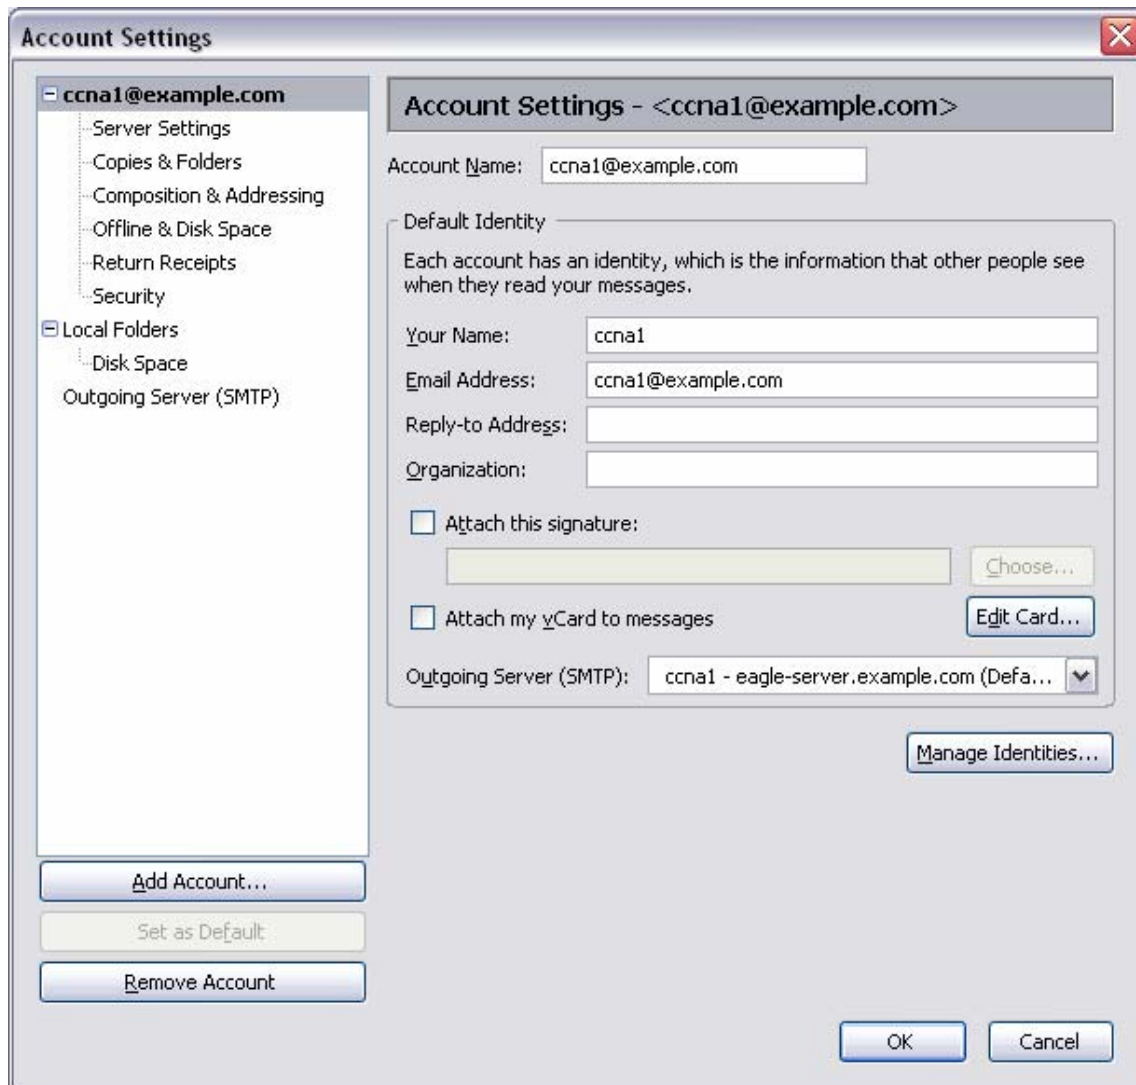 Account Settings
ccna1@example.com
Server Settings
Copies & Folders
Composition & Addressing
Offline & Disk Space
Return Receipts
Security
Local Folders
Disk Space
Outgoing Server (SMTP)
Add Account...
Set as Default
Remove Account
Account Settings - <ccna1@example.com>
Account Name: ccna1@example.com
Default Identity
Each account has an identity, which is the information that other people see
when they read your messages.
Your Name: ccna1
Email Address: ccna1@example.com
Reply-to Address:
Organization:
Attach this signature:
Choose...
Attach my vCard to messages
Edit Card...
Outgoing Server (SMTP): ccna1 - eagle-server.example.com (Defa...
Manage Identities...
OK
Cancel